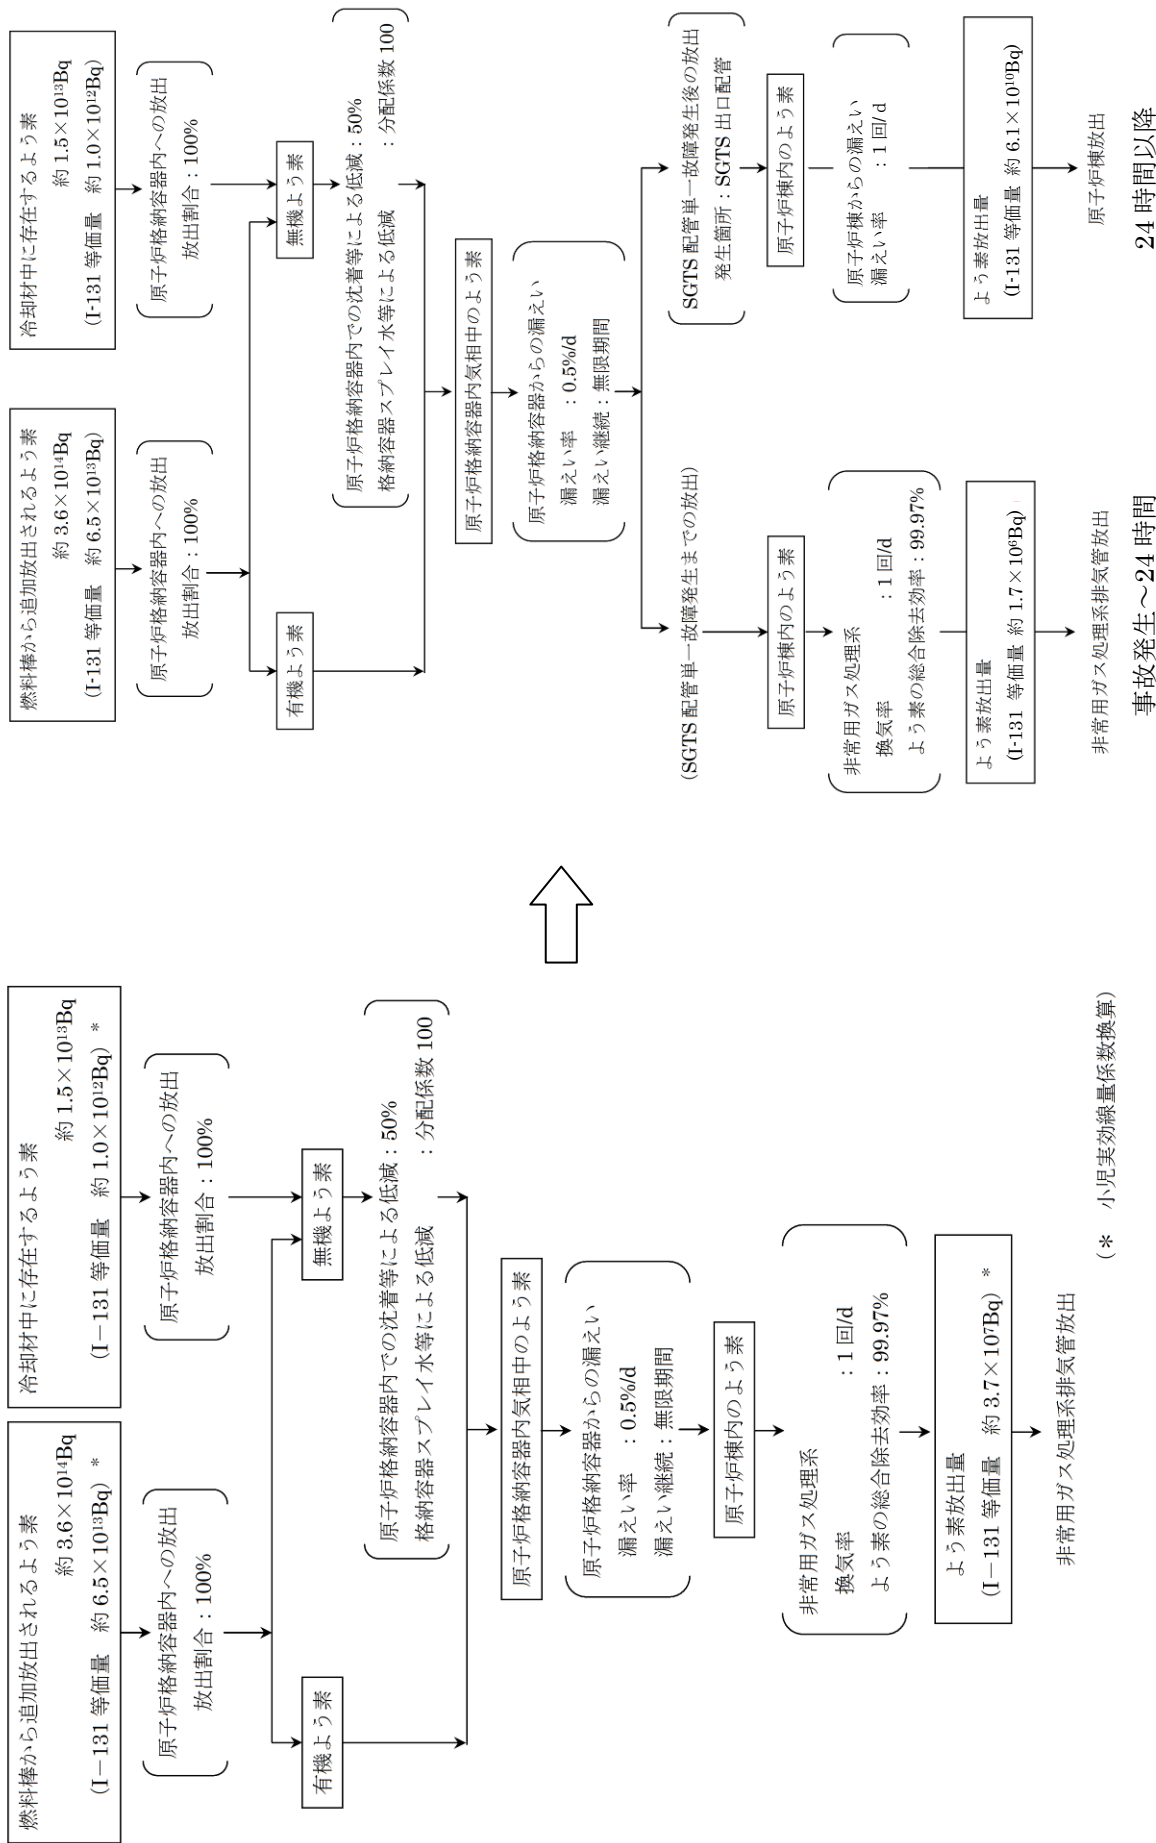 燃料棒から追加放出されるよう素
約 3.6×10¹⁴Bq
(I－131 等価量 約 6.5×10¹³Bq) *
冷却材中に存在するよう素
約 1.5×10¹³Bq
(I－131 等価量 約 1.0×10¹²Bq) *
原子炉格納容器内への放出
放出割合：100%
原子炉格納容器内への放出
放出割合：100%
有機よう素
無機よう素
原子炉格納容器内での沈着等による低減：50%
格納容器スプレイ水等による低減 ：分配係数 100
原子炉格納容器内気相中のよう素
原子炉格納容器からの漏えい
漏えい率 ：0.5%/d
漏えい継続：無限期間
原子炉棟内のよう素
非常用ガス処理系
換気率 ：1 回/d
よう素の総合除去効率：99.97%
よう素放出量
(I－131 等価量 約 3.7×10⁷Bq) *
非常用ガス処理系排気管放出
(＊ 小児実効線量係数換算)
燃料棒から追加放出されるよう素
約 3.6×10¹⁴Bq
(I-131 等価量 約 6.5×10¹³Bq)
冷却材中に存在するよう素
約 1.5×10¹³Bq
(I-131 等価量 約 1.0×10¹²Bq)
原子炉格納容器内への放出
放出割合：100%
原子炉格納容器内への放出
放出割合：100%
有機よう素
無機よう素
原子炉格納容器内での沈着等による低減：50%
格納容器スプレイ水等による低減 ：分配係数 100
原子炉格納容器内気相中のよう素
原子炉格納容器からの漏えい
漏えい率 ：0.5%/d
漏えい継続：無限期間
(SGTS 配管単一故障発生までの放出)
原子炉棟内のよう素
非常用ガス処理系
換気率 ：1 回/d
よう素の総合除去効率：99.97%
よう素放出量
(I-131 等価量 約 1.7×10⁶Bq)
非常用ガス処理系排気管放出
事故発生～24 時間
SGTS 配管単一故障発生後の放出
発生箇所：SGTS 出口配管
原子炉棟内のよう素
原子炉棟からの漏えい
漏えい率 ：1 回/d
よう素放出量
(I-131 等価量 約 6.1×10¹⁰Bq)
原子炉棟放出
24 時間以降